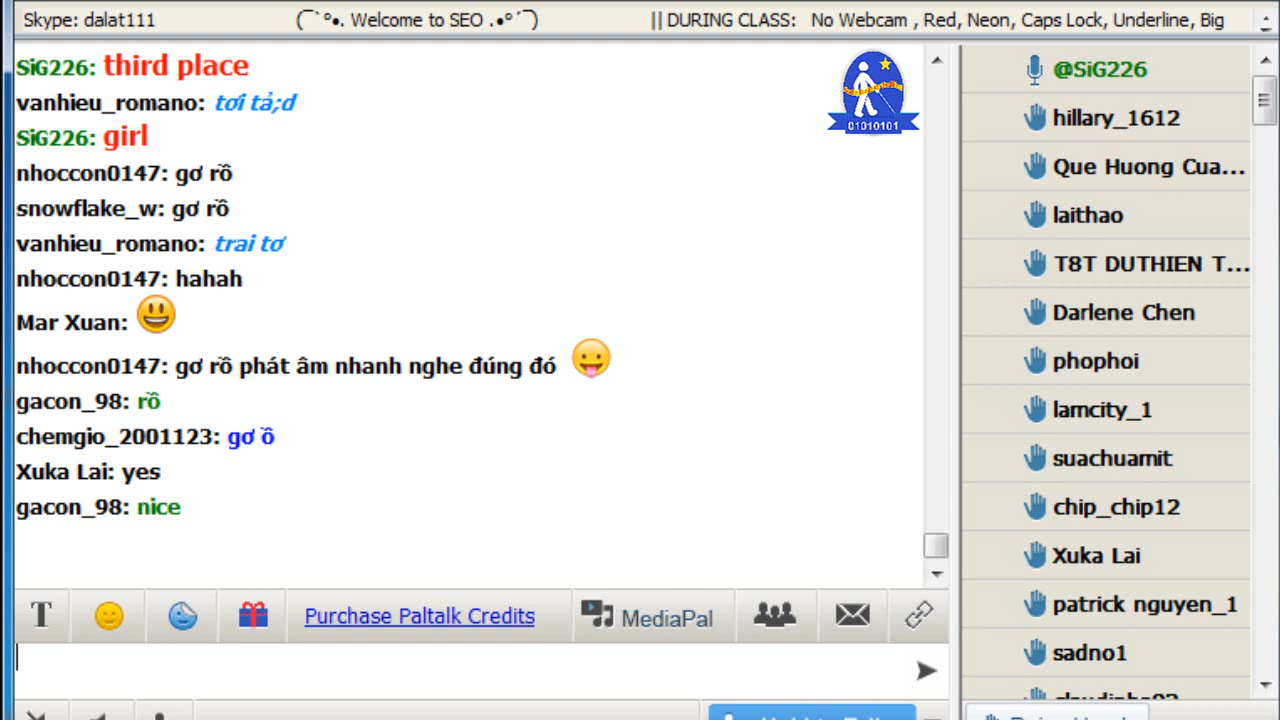 Skype: dalat111 (¯`°•. Welcome to SEO .•°´¯) || DURING CLASS: No Webcam , Red, Neon, Caps Lock, Underline, Big
SiG226: third place
vanhieu_romano: tơi tả;d
SiG226: girl
nhoccon0147: gơ rồ
snowflake_w: gơ rồ
vanhieu_romano: trai tơ
nhoccon0147: hahah
Mar Xuan: 😃
nhoccon0147: gơ rồ phát âm nhanh nghe đúng đó 😛
gacon_98: rồ
chemgio_2001123: gơ ồ
Xuka Lai: yes
gacon_98: nice
01010101
@SiG226
hillary_1612
Que Huong Cua...
laithao
T8T DUTHIEN T...
Darlene Chen
phophoi
lamcity_1
suachuamit
chip_chip12
Xuka Lai
patrick nguyen_1
sadno1
T Purchase Paltalk Credits MediaPal